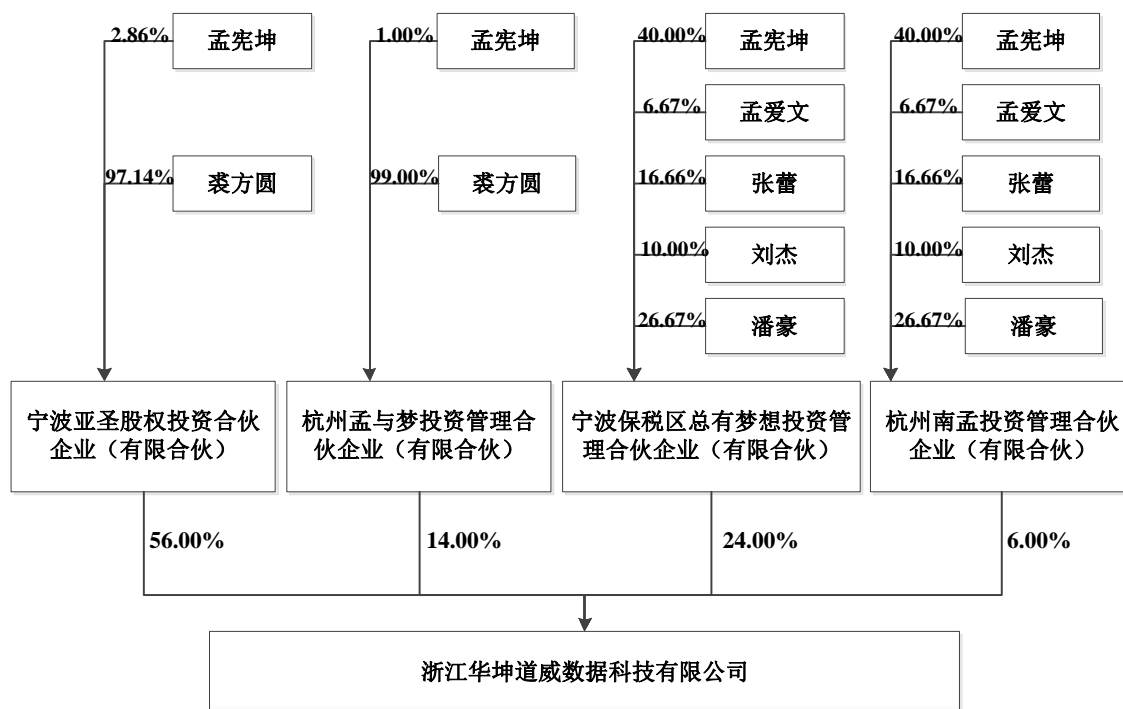 2.86%
孟宪坤
1.00%
孟宪坤
40.00%
孟宪坤
40.00%
孟宪坤
6.67%
孟爱文
6.67%
孟爱文
97.14%
裘方圆
99.00%
裘方圆
16.66%
张蕾
16.66%
张蕾
10.00%
刘杰
10.00%
刘杰
26.67%
潘豪
26.67%
潘豪
宁波亚圣股权投资合伙
企业（有限合伙）
杭州孟与梦投资管理合
伙企业（有限合伙）
宁波保税区总有梦想投资管
理合伙企业（有限合伙）
杭州南孟投资管理合伙
企业（有限合伙）
56.00%
14.00%
24.00%
6.00%
浙江华坤道威数据科技有限公司